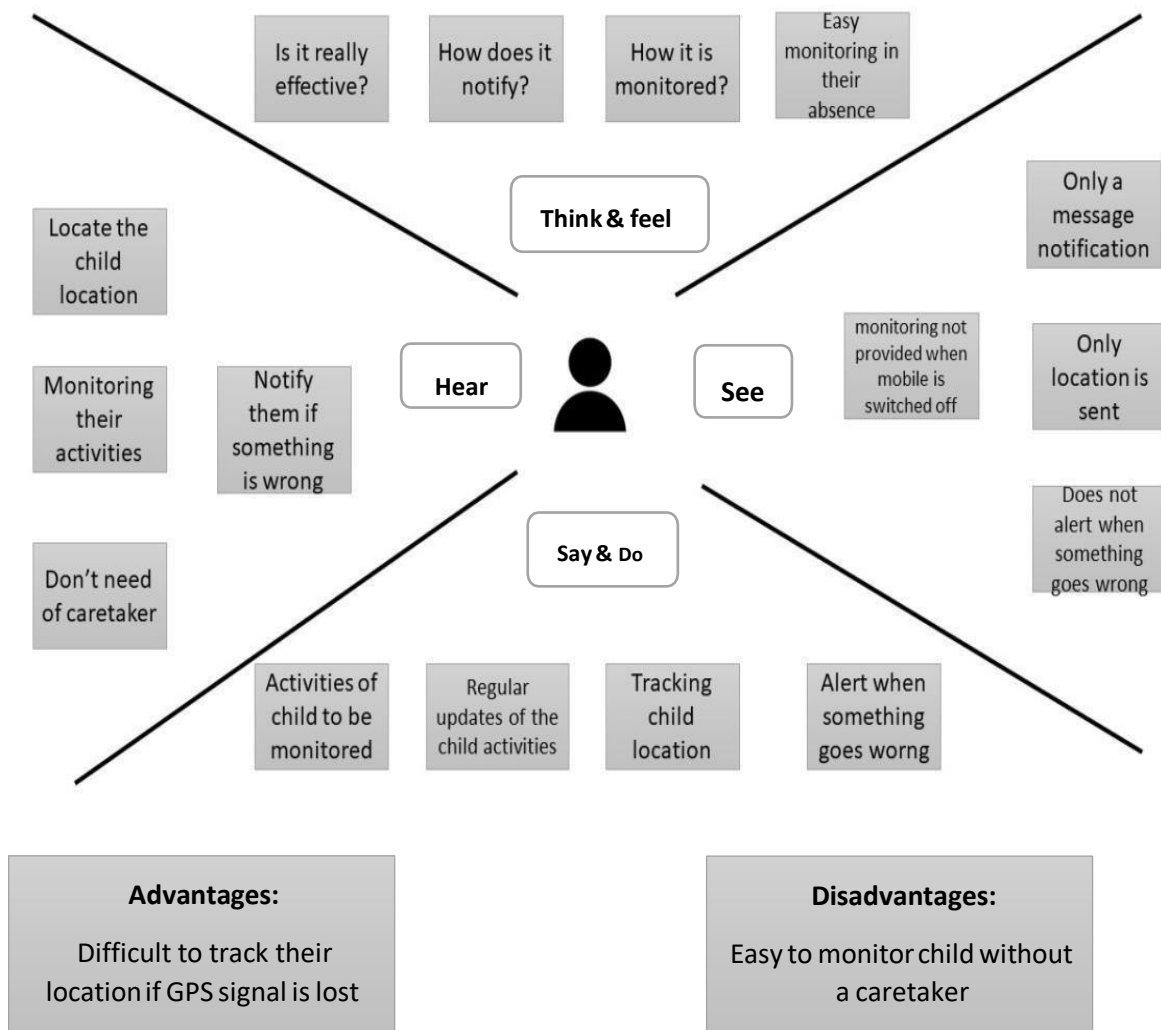 Is it really
effective?
How does it
notify?
How it is
monitored?
Easy
monitoring in
their
absence
Think & feel
Locate the
child
location
Monitoring
their
activities
Notify
them if
something
is wrong
Don't need
of caretaker
Hear
See
Only a
message
notification
monitoring not
provided when
mobile is
switched off
Only
location is
sent
Does not
alert when
something
goes wrong
Say & Do
Activities of
child to be
monitored
Regular
updates of the
child activities
Tracking
child
location
Alert when
something
goes worng
Advantages:
Difficult to track their
location if GPS signal is lost
Disadvantages:
Easy to monitor child without
a caretaker